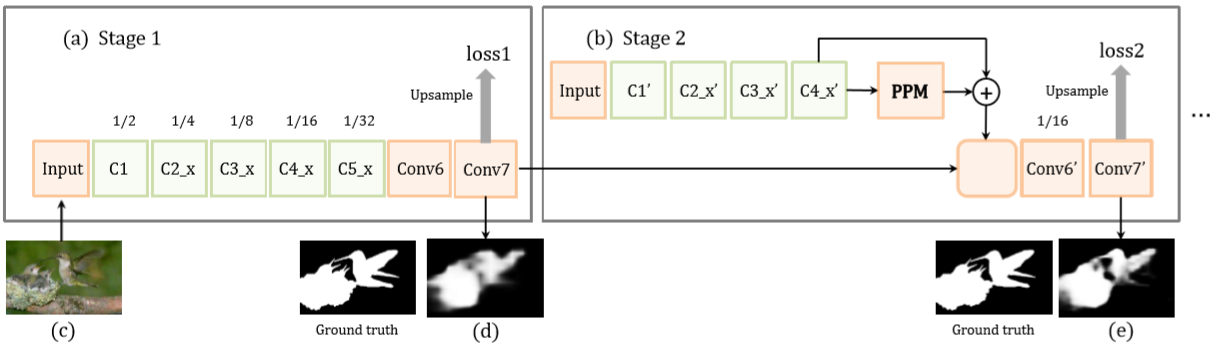 (a) Stage 1
loss1
Upsample
1/2 1/4 1/8 1/16 1/32
Input C1 C2_x C3_x C4_x C5_x Conv6 Conv7
Ground truth
(c)
(d)
(b) Stage 2
loss2
Upsample
Input C1’ C2_x’ C3_x’ C4_x’ PPM +
1/16
Conv6’ Conv7’
...
Ground truth
(e)